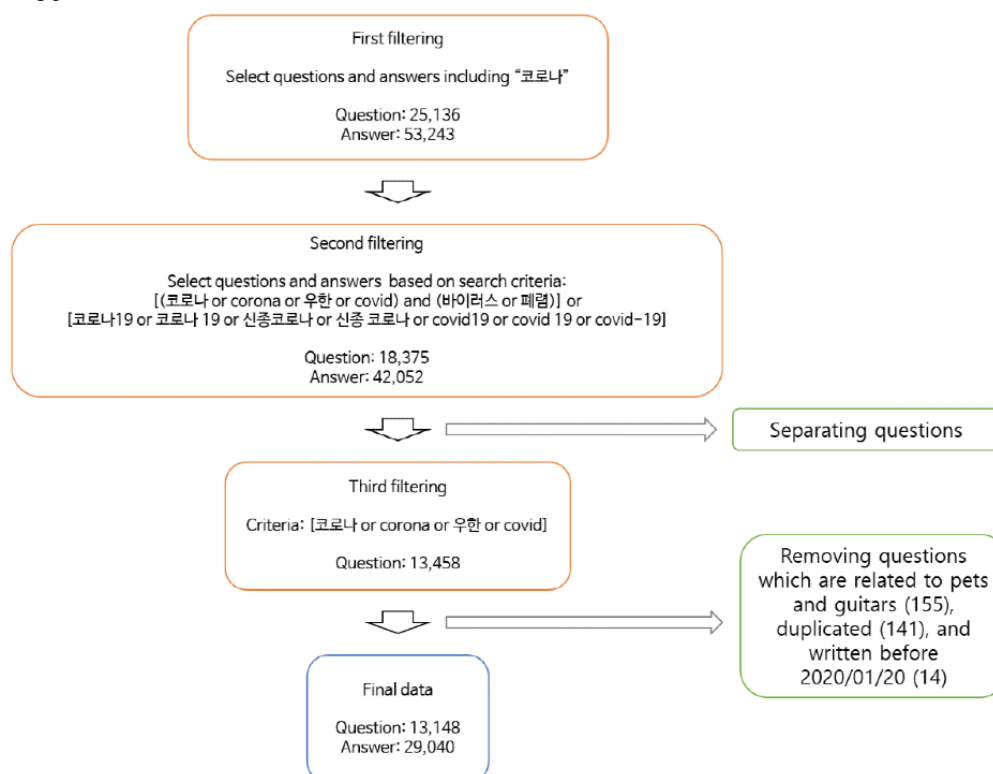 First filtering
Select questions and answers including “코로나”
Question: 25,136
Answer: 53,243
Second filtering
Select questions and answers based on search criteria:
[(코로나 or corona or 우한 or covid) and (바이러스 or 폐렴)] or
[코로나19 or 코로나 19 or 신종코로나 or 신종 코로나 or covid19 or covid 19 or covid-19]
Question: 18,375
Answer: 42,052
Separating questions
Third filtering
Criteria: [코로나 or corona or 우한 or covid]
Question: 13,458
Removing questions
which are related to pets
and guitars (155),
duplicated (141), and
written before
2020/01/20 (14)
Final data
Question: 13,148
Answer: 29,040